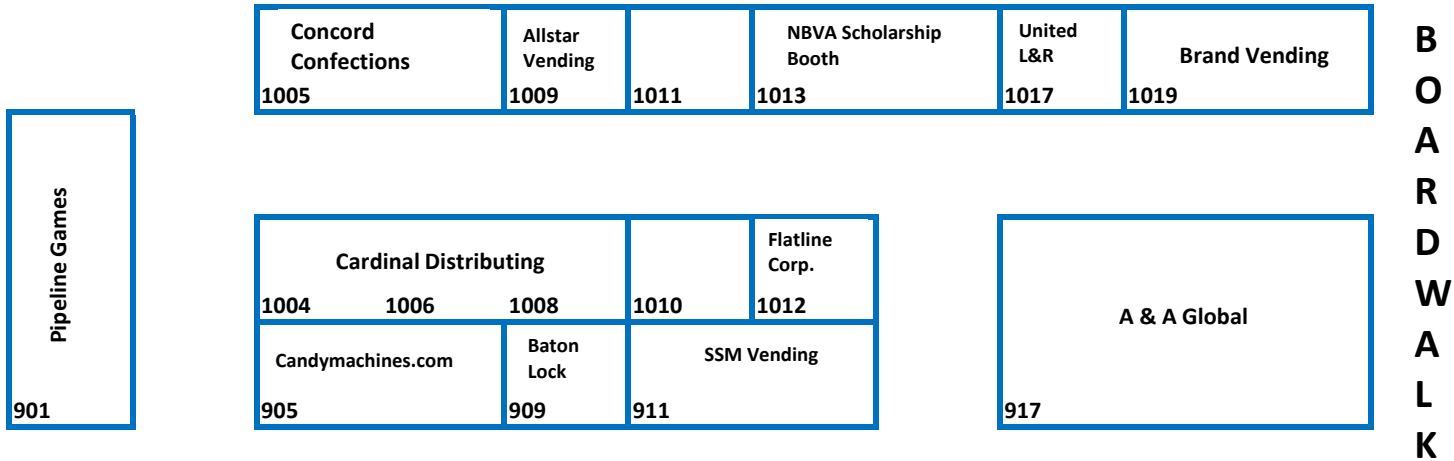 Concord
Confections
1005
Allstar
Vending
1009
1011
NBVA Scholarship
Booth
1013
United
L&R
1017
Brand Vending
1019
BOARDWALK
Pipeline Games
901
Cardinal Distributing
1004 1006 1008
1010
Flatline
Corp.
1012
Candymachines.com
905
Baton
Lock
909
SSM Vending
911
A & A Global
917